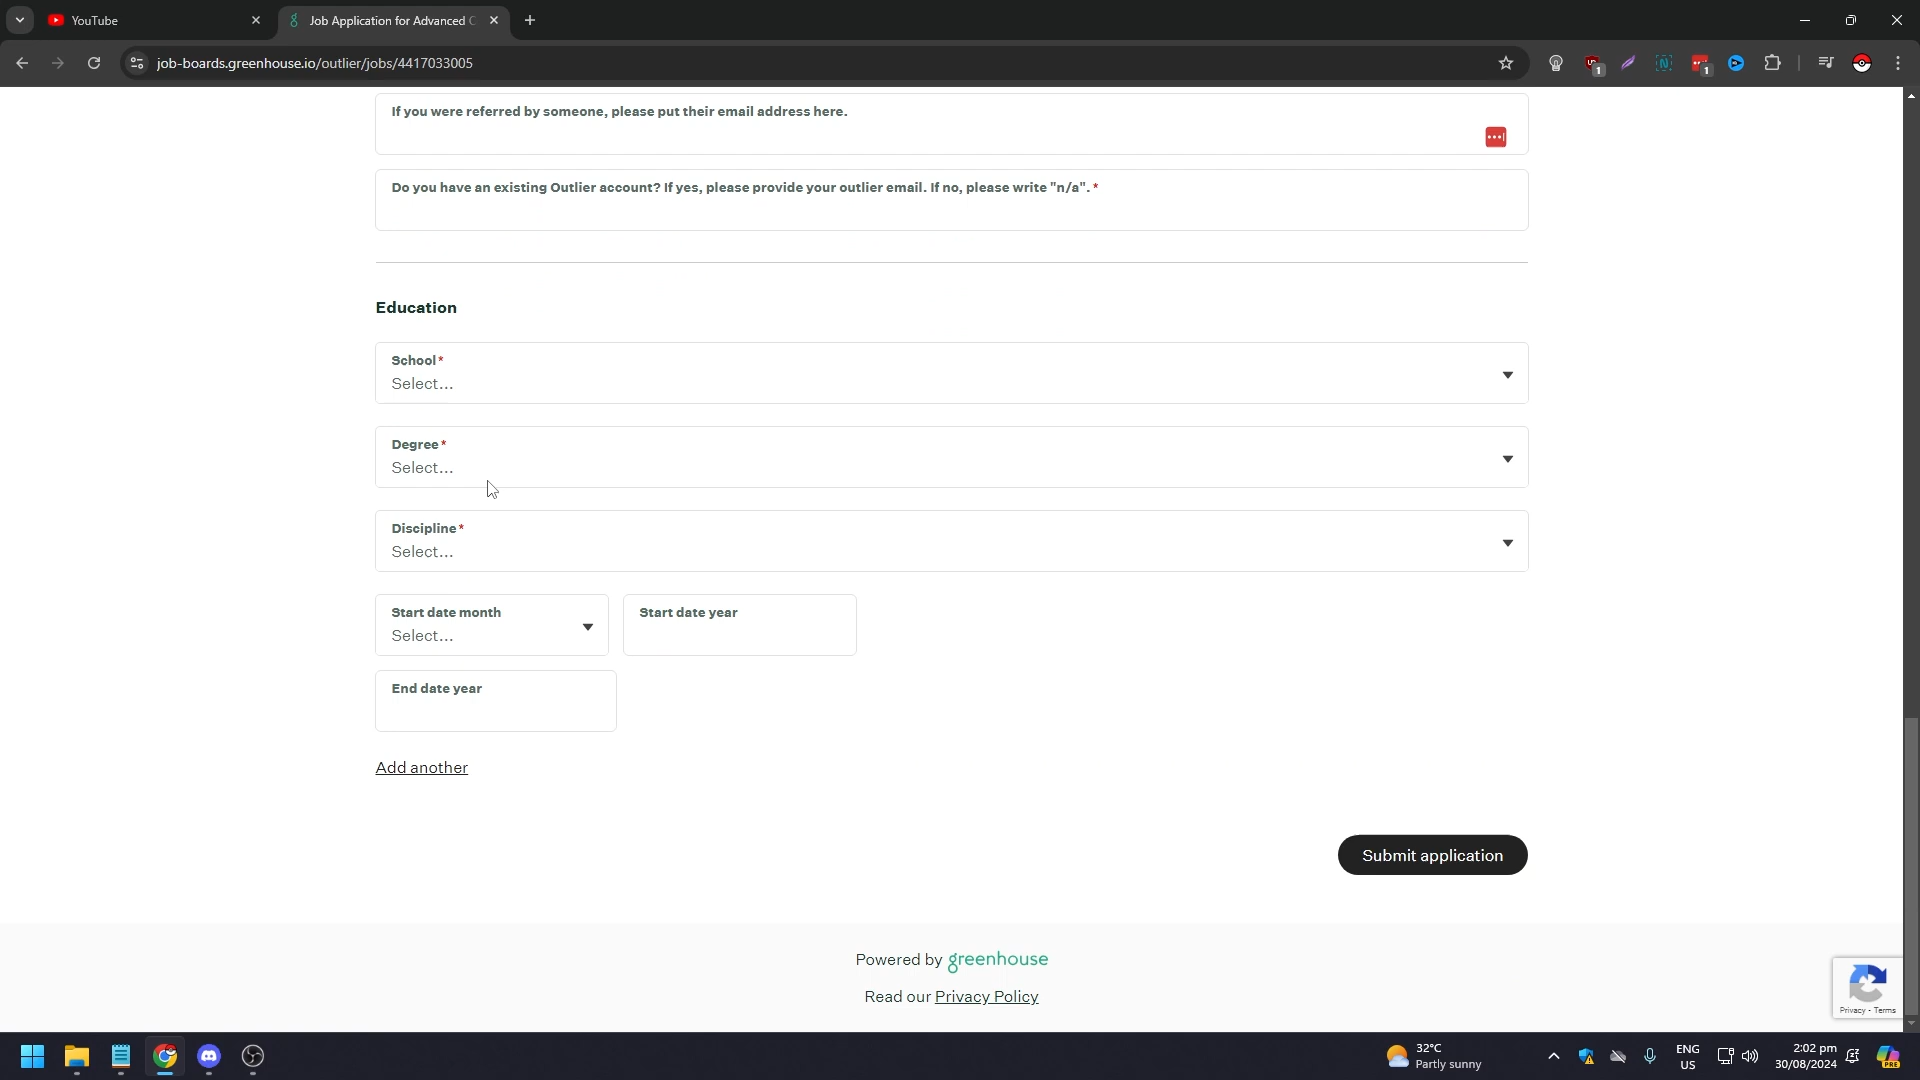 YouTube
Job Application for Advanced C
job-boards.greenhouse.io/outlier/jobs/4417033005
1
1
If you were referred by someone, please put their email address here.
Do you have an existing Outlier account? If yes, please provide your outlier email. If no, please write "n/a". *
Education
School*
Select...
Degree*
Select...
Discipline*
Select...
Start date month
Select...
Start date year
End date year
Add another
Submit application
Powered by greenhouse
Read our Privacy Policy
Privacy - Terms
32°C
Partly sunny
ENG
US
2:02 pm
30/08/2024
PRE